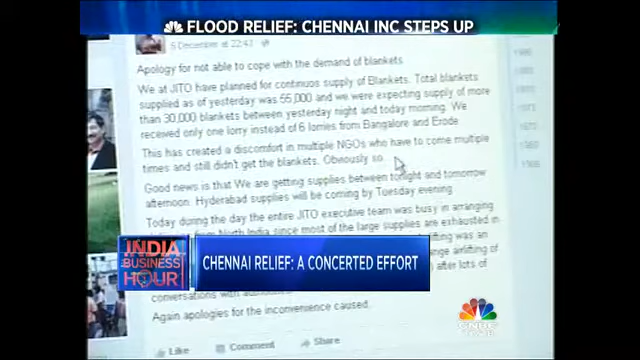 FLOOD RELIEF: CHENNAI INC STEPS UP
5 December at 22:43
Apology for not able to cope with the demand of blankets
We at JITO have planned for continuos supply of Blankets. Total blankets
supplied as of yesterday was 55,000 and we were expecting supply of more
than 30,000 blankets between yesterday night and today morning. We
received only one lorry instead of 6 lorries from Bangalore and Erode
This has created a discomfort in multiple NGOs who have to come multiple
times and still didn't get the blankets. Obviously so.
Good news is that We are getting supplies between tonight and tomorrow
afternoon. Hyderabad supplies will be coming by Tuesday evening
Today during the day the entire JITO executive team was busy in arranging
from North India since most of the large supplies are exhausted in
lifting was an
airlifting of
after lots of
conversations with
Again apologies for the inconvenience caused.
Like Comment Share
INDIA
BUSINESS
HOUR
CHENNAI RELIEF: A CONCERTED EFFORT
CNBC